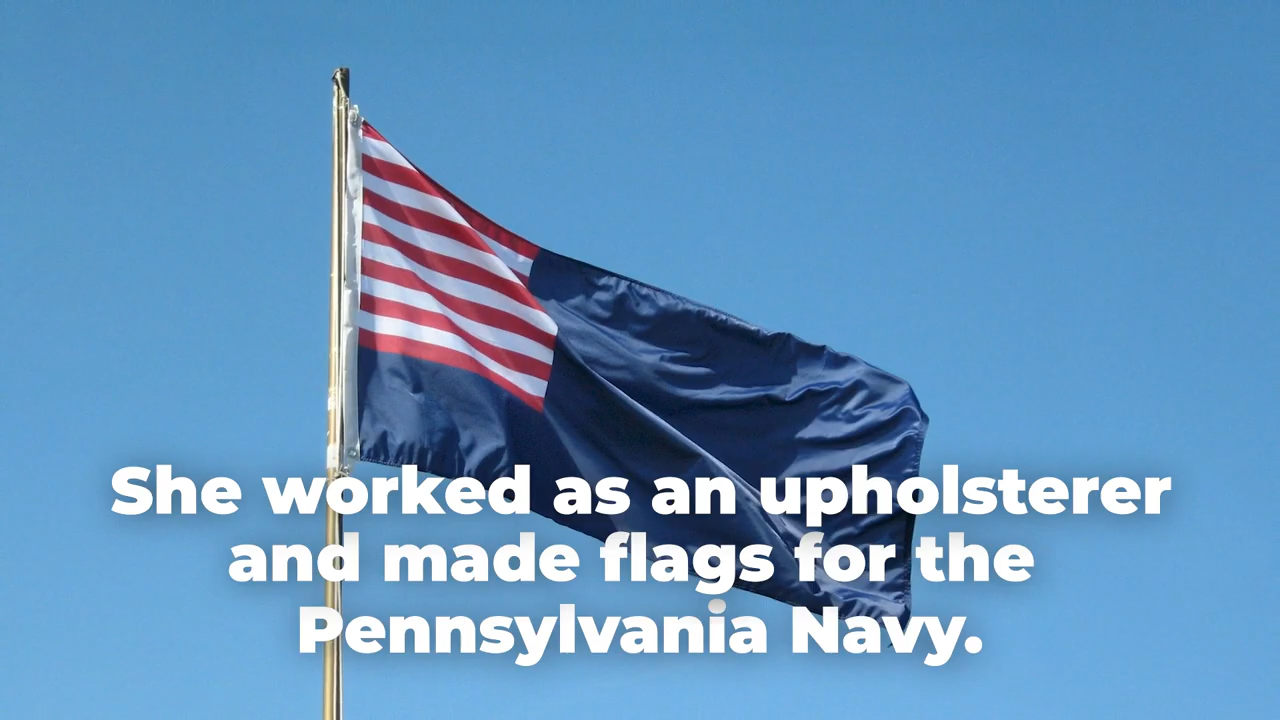 She worked as an upholsterer
and made flags for the
Pennsylvania Navy.